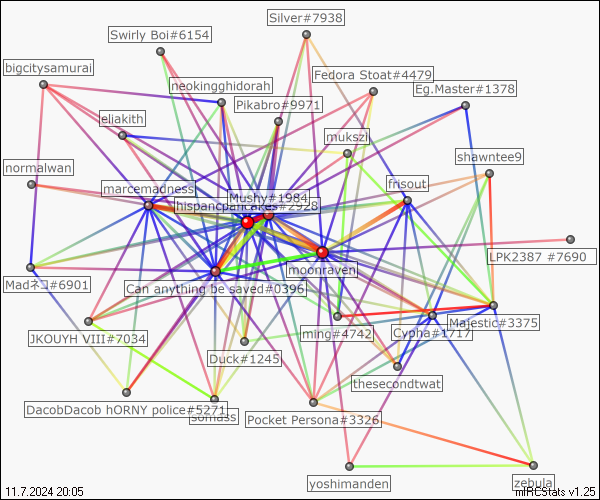 Silver#7938
Swirly Boi#6154
bigcitysamurai
Fedora Stoat#4479
neokingghidorah
Eg.Master#1378
Pikabro#9971
eliakith
mukszi
shawntee9
normalwan
marcemadness
frisout
Mushy#1984
hispancpancakes#2928
LPK2387 #7690
moonraven
Madネコ#6901
Can anything be saved#0396
Majestic#3375
ming#4742
Cypha#1717
JKOUYH VIII#7034
Duck#1245
thesecondtwat
DacobDacob hORNY police#5271
Pocket Persona#3326
yoshimanden
zebula
11.7.2024 20:05
mIRCStats v1.25